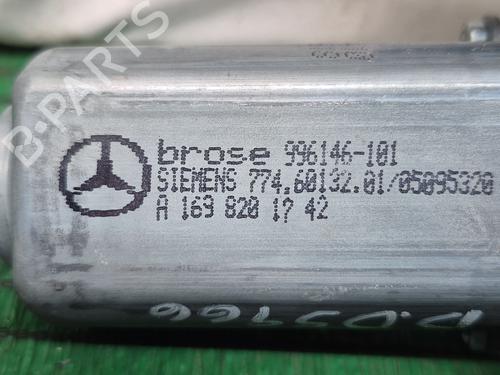 B-PARTS
brose 996146-101
SIEMENS 774.60132.01/05095320
A 169 820 17 42